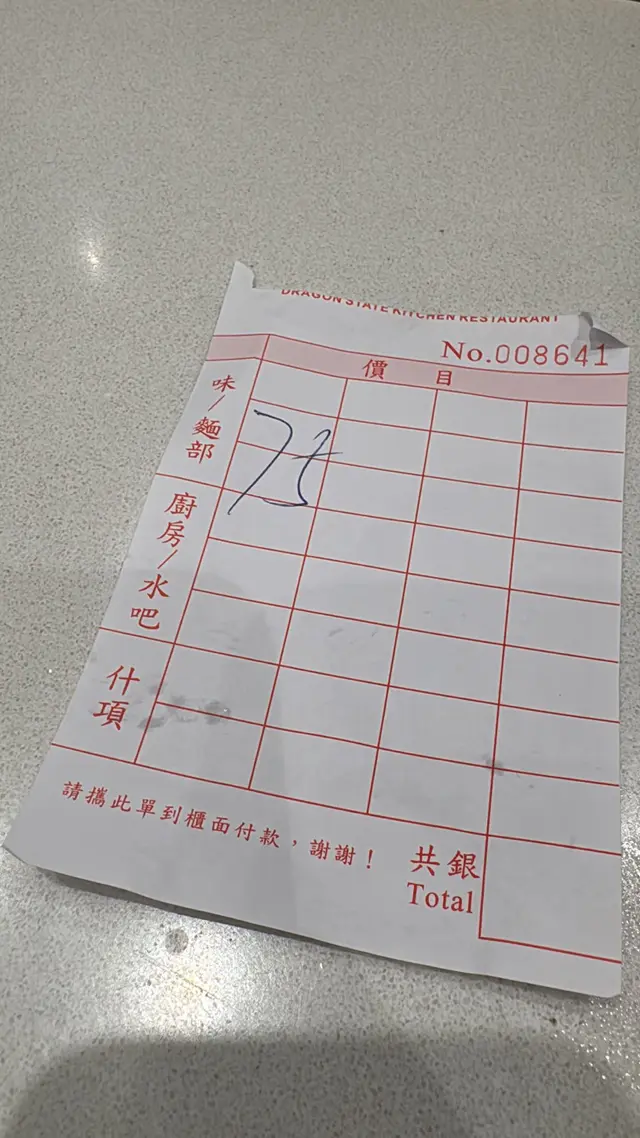 DRAGON STATE KITCHEN RESTAURANT
No.008641
價目
味/麵部
75
廚房/水吧
什項
請攜此單到櫃面付款，謝謝！
共銀
Total